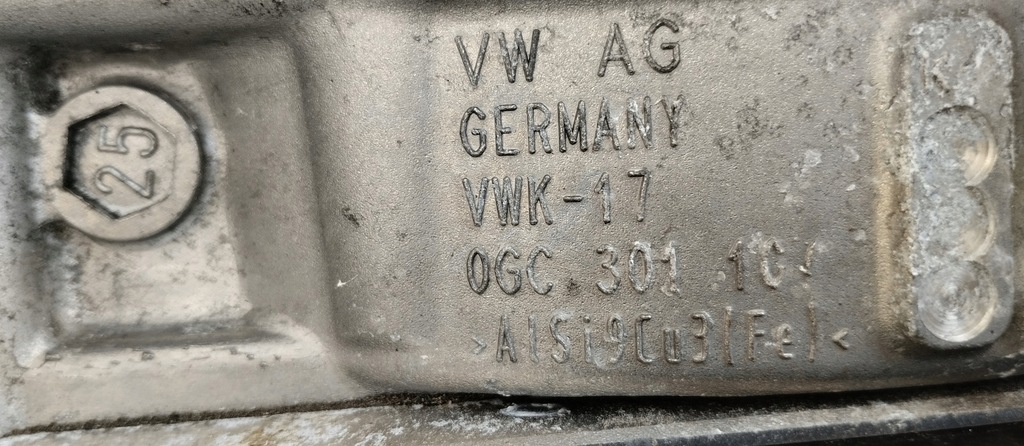 25
VW AG
GERMANY
VWK-17
0GC 301
>AlSi9Cu3(Fe)<